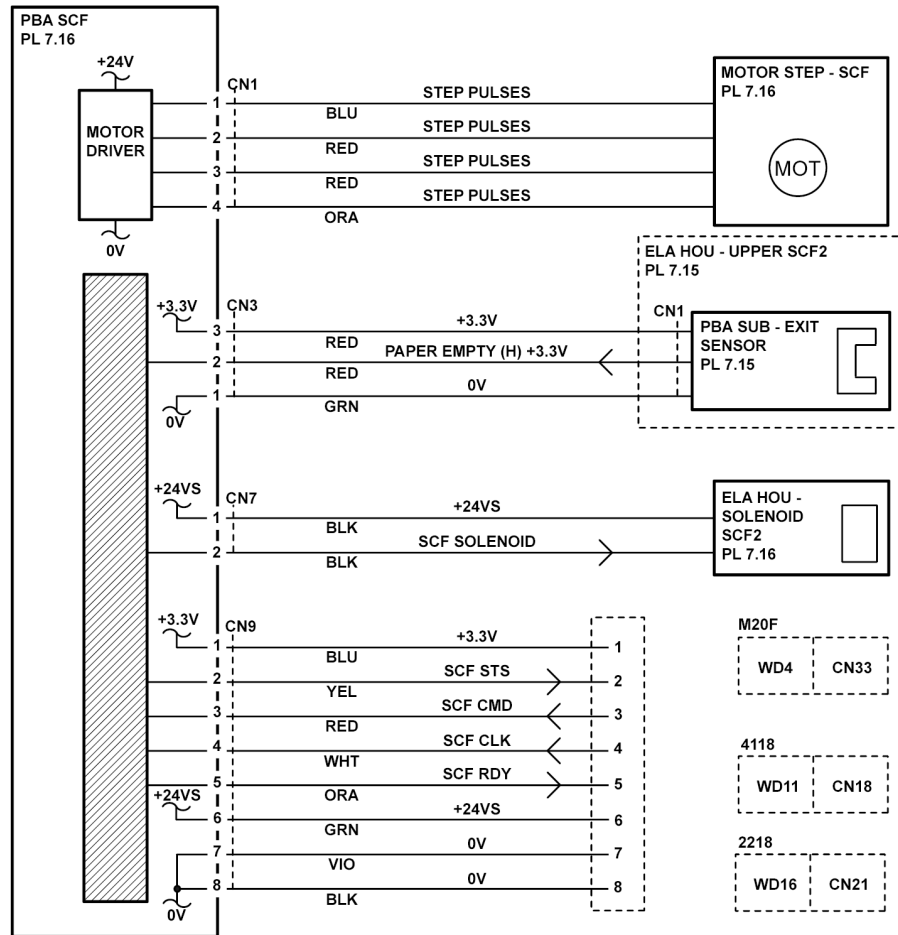 PBA SCF
PL 7.16
+24V
MOTOR
DRIVER
0V
CN1
1
STEP PULSES
BLU
2
STEP PULSES
RED
3
STEP PULSES
RED
4
STEP PULSES
ORA
MOTOR STEP - SCF
PL 7.16
MOT
ELA HOU - UPPER SCF2
PL 7.15
+3.3V
CN3
3
+3.3V
RED
2
PAPER EMPTY (H) +3.3V
RED
1
0V
GRN
0V
CN1
PBA SUB - EXIT
SENSOR
PL 7.15
+24VS
CN7
1
+24VS
BLK
2
SCF SOLENOID
BLK
ELA HOU -
SOLENOID
SCF2
PL 7.16
+3.3V
CN9
1
+3.3V
1
BLU
2
SCF STS
2
YEL
3
SCF CMD
3
RED
4
SCF CLK
4
WHT
5
SCF RDY
5
ORA
+24VS
6
+24VS
6
GRN
7
0V
7
VIO
8
0V
8
BLK
0V
M20F
WD4 CN33
4118
WD11 CN18
2218
WD16 CN21